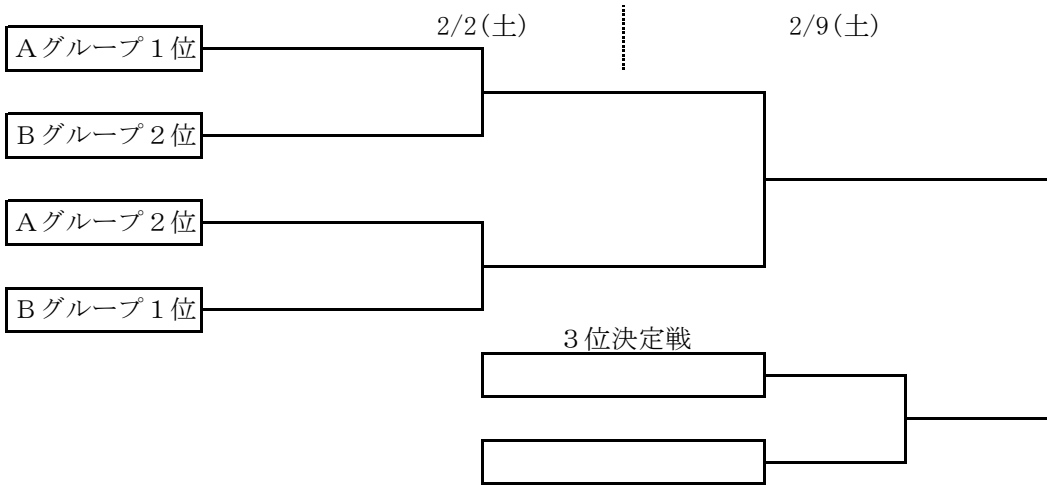 2/2(土)
2/9(土)
Aグループ1位
Bグループ2位
Aグループ2位
Bグループ1位
3位決定戦